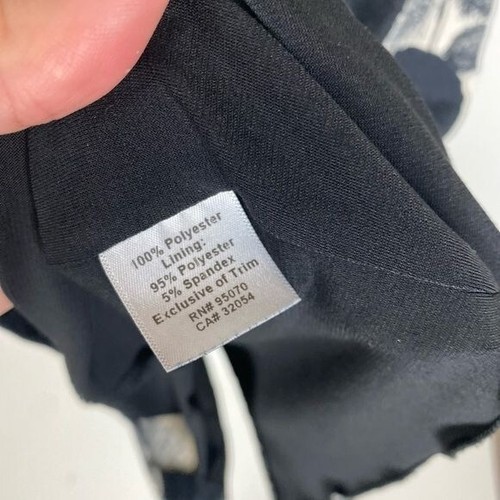 100% Polyester
Lining:
95% Polyester
5% Spandex
Exclusive of Trim
RN# 95070
CA# 32054